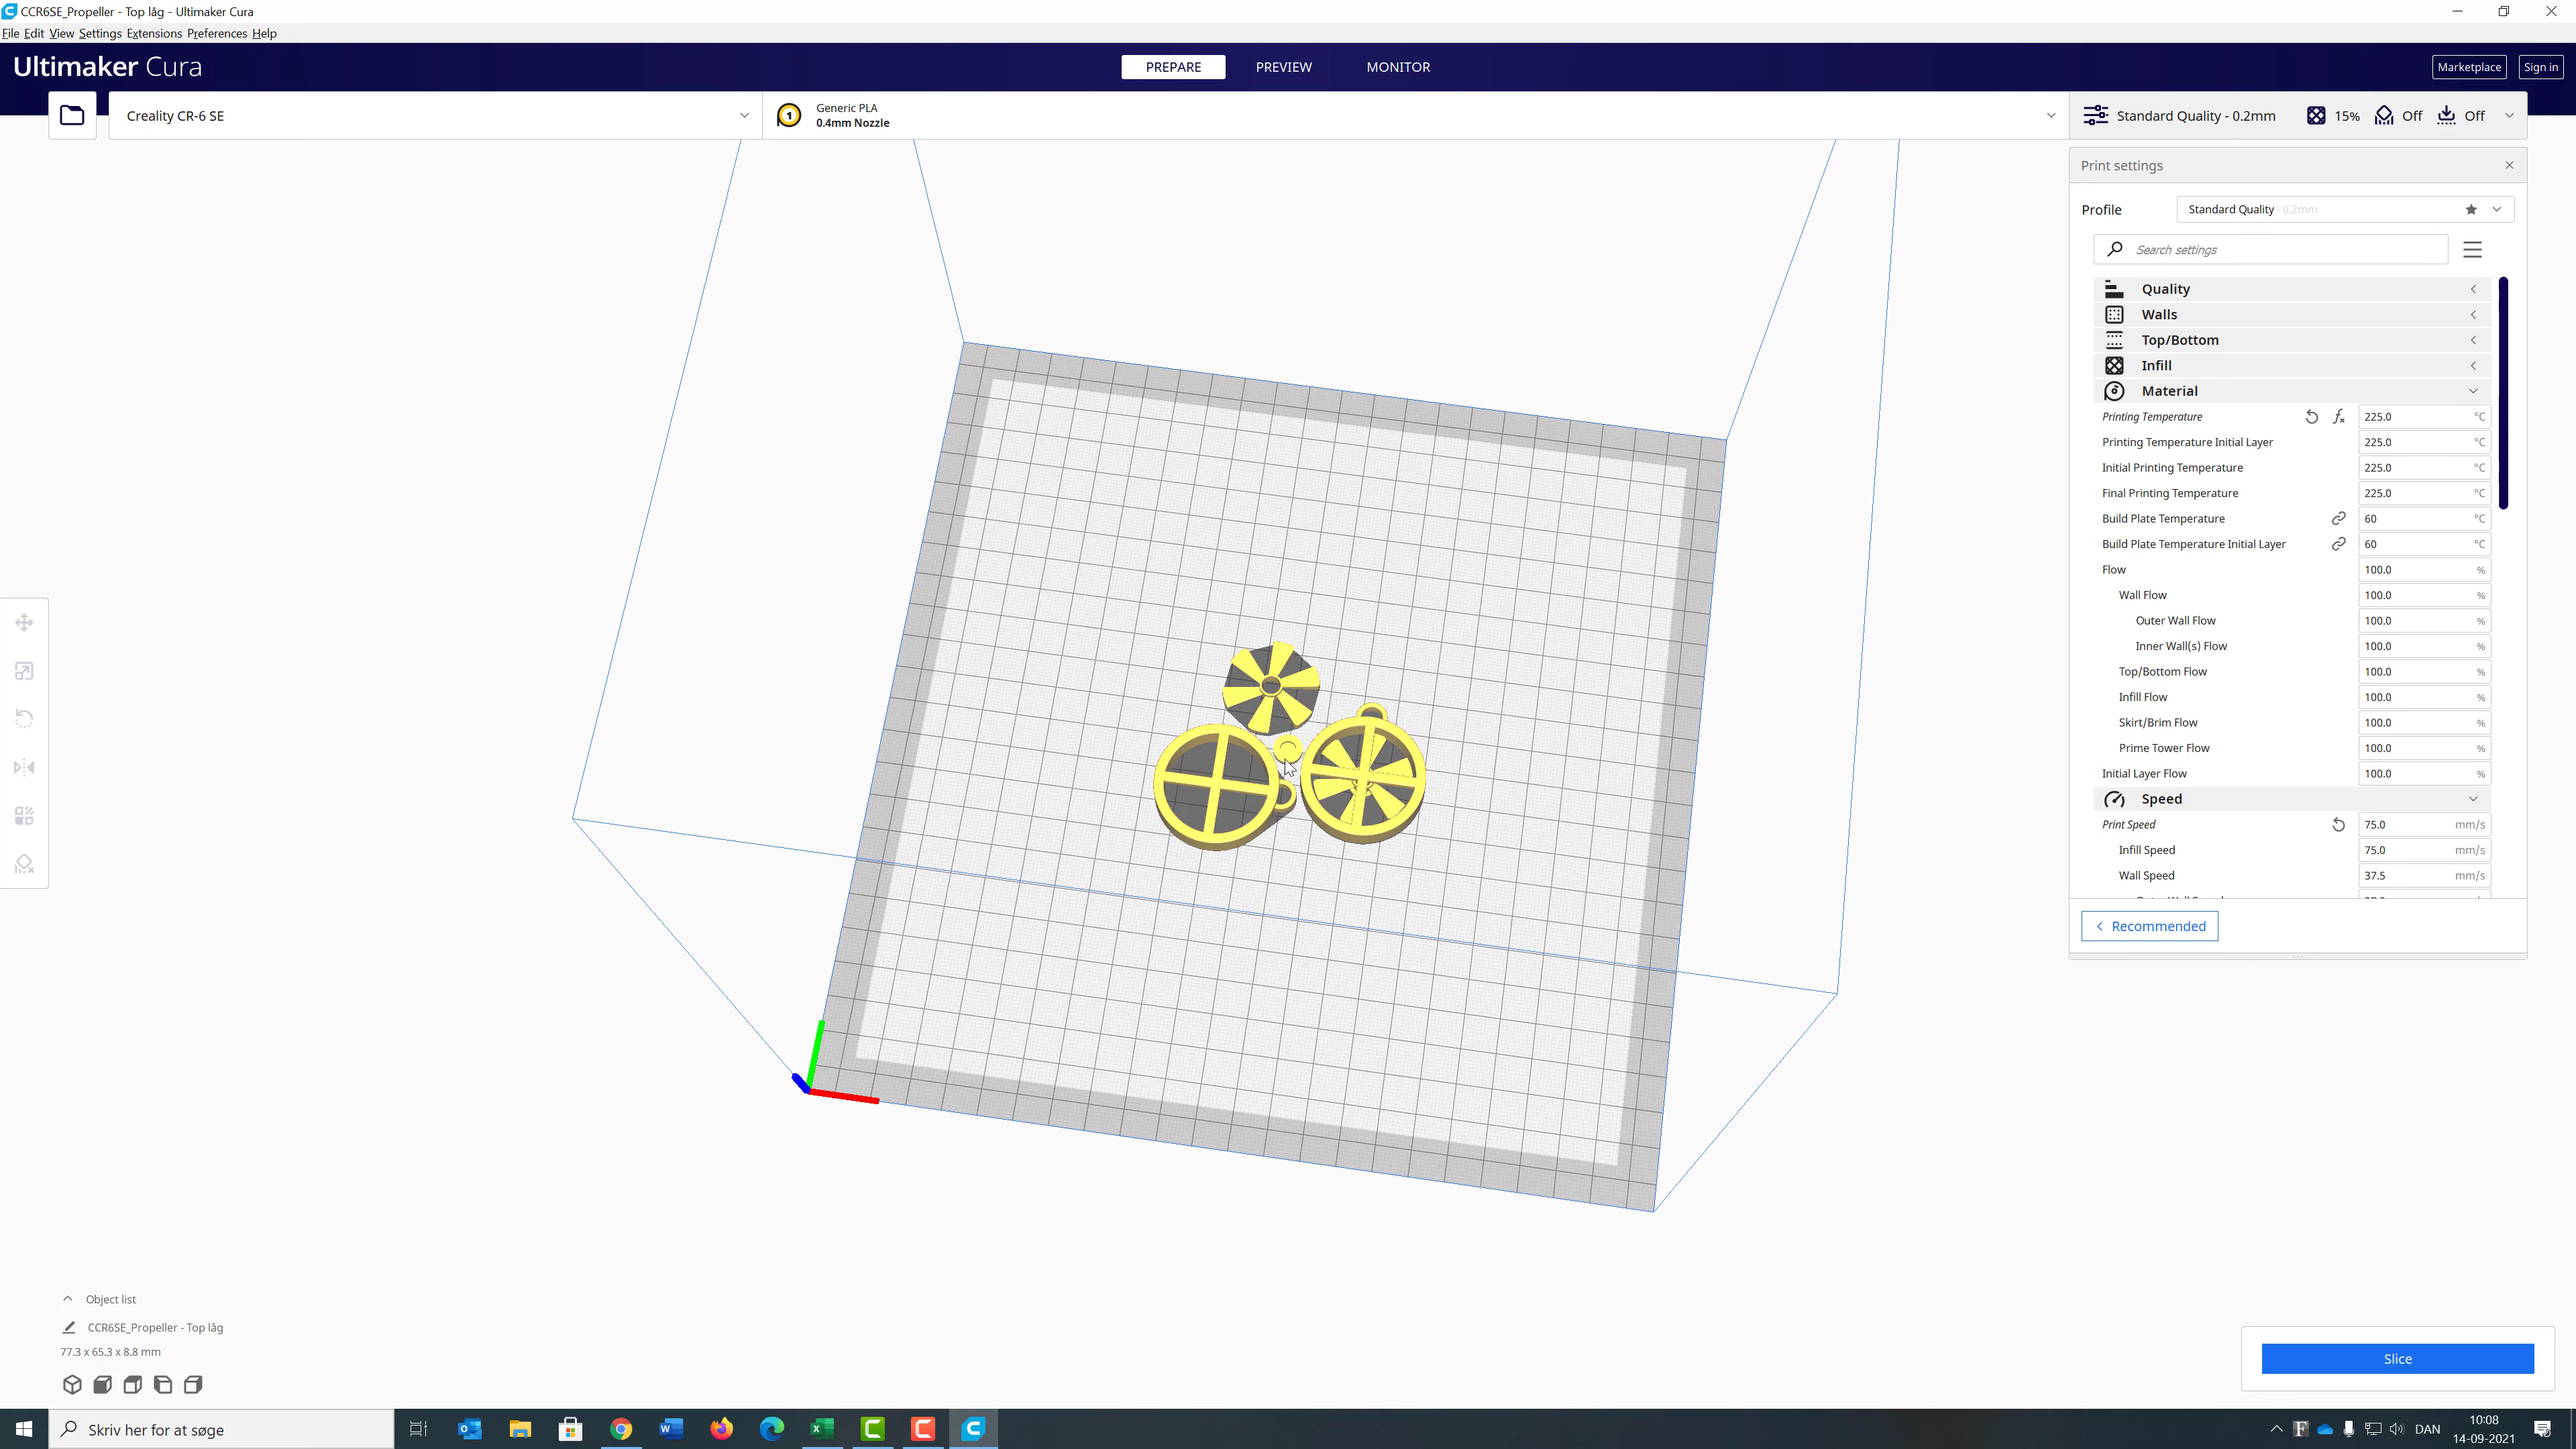 CCR6SE_Propeller - Top låg - Ultimaker Cura
File Edit View Settings Extensions Preferences Help
Ultimaker Cura
PREPARE PREVIEW MONITOR
Marketplace Sign in
Creality CR-6 SE
1
Generic PLA
0.4mm Nozzle
Standard Quality - 0.2mm 15% Off Off
Print settings
Profile Standard Quality - 0.2mm
Search settings
Quality
Walls
Top/Bottom
Infill
Material
Printing Temperature 225.0 °C
Printing Temperature Initial Layer 225.0 °C
Initial Printing Temperature 225.0 °C
Final Printing Temperature 225.0 °C
Build Plate Temperature 60 °C
Build Plate Temperature Initial Layer 60 °C
Flow 100.0 %
Wall Flow 100.0 %
Outer Wall Flow 100.0 %
Inner Wall(s) Flow 100.0 %
Top/Bottom Flow 100.0 %
Infill Flow 100.0 %
Skirt/Brim Flow 100.0 %
Prime Tower Flow 100.0 %
Initial Layer Flow 100.0 %
Speed
Print Speed 75.0 mm/s
Infill Speed 75.0 mm/s
Wall Speed 37.5 mm/s
Recommended
Object list
CCR6SE_Propeller - Top låg
77.3 x 65.3 x 8.8 mm
Slice
Skriv her for at søge
DAN
10:08
14-09-2021